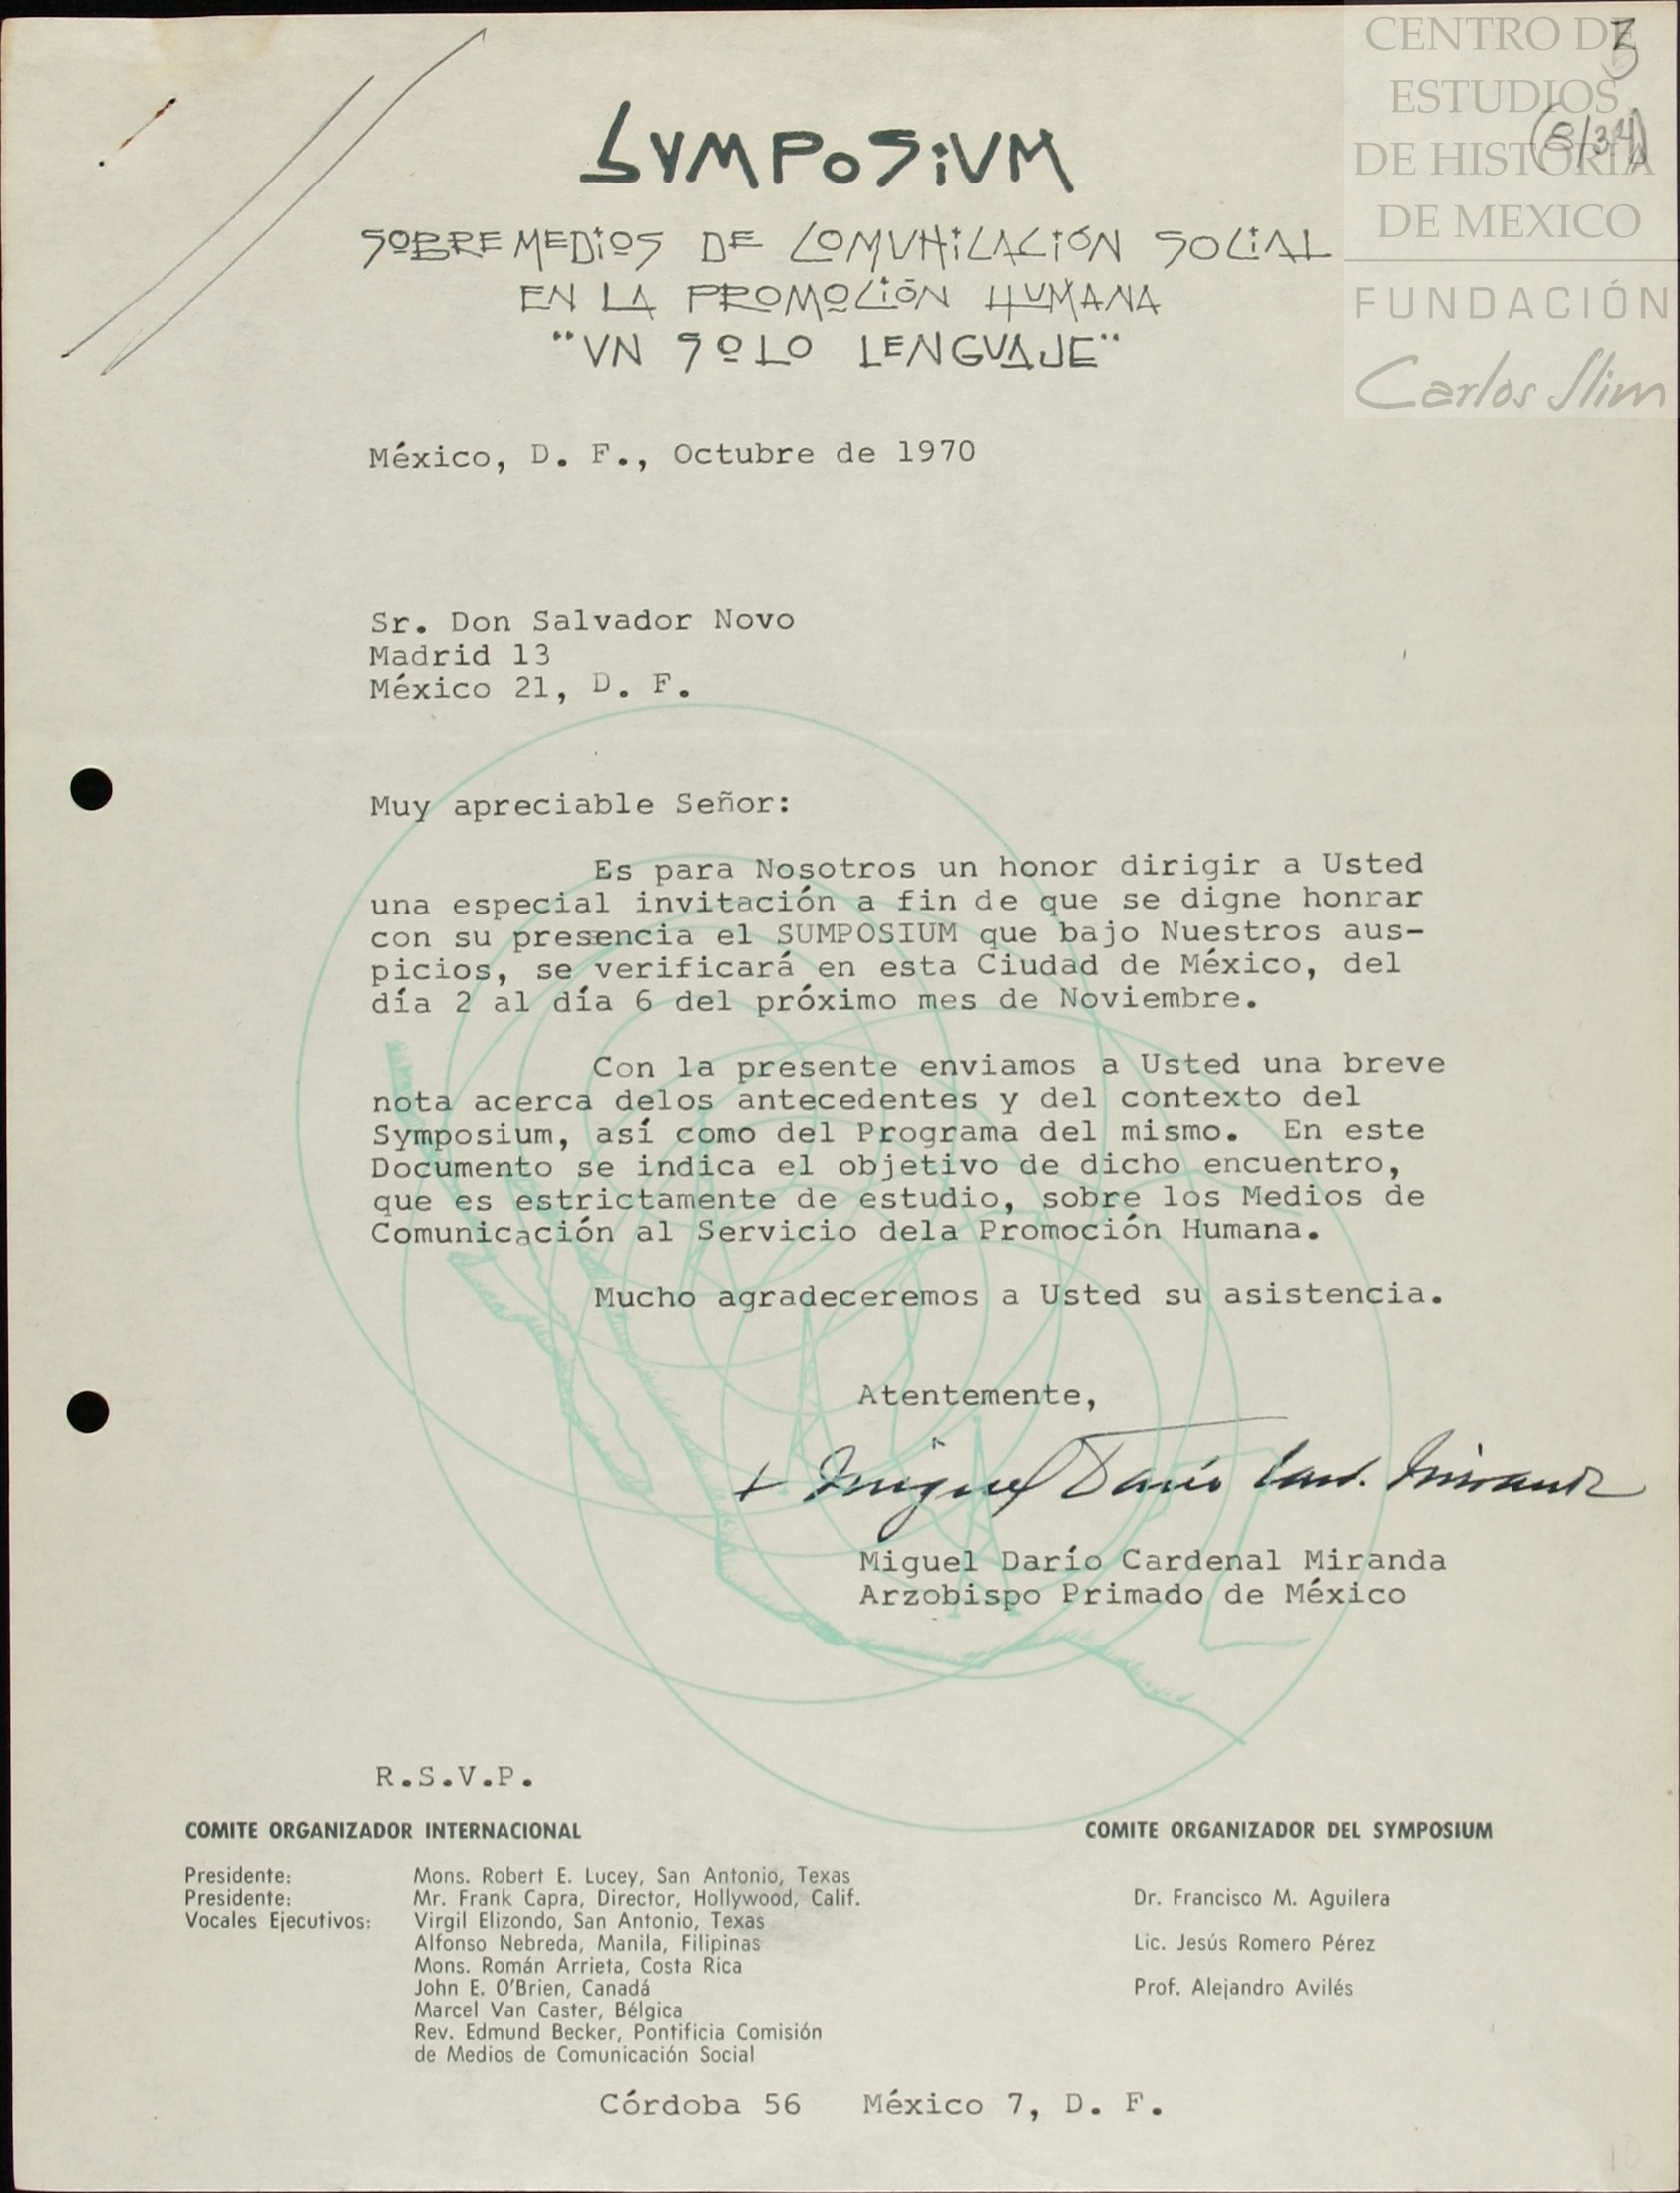 CENTRO DE
ESTUDIOS
DE HISTORIA
DE MEXICO
FUNDACIÓN
Carlos Slim
3
(8/34)
SYMPOSIUM
SOBRE MEDIOS DE COMUNICACIÓN SOCIAL
EN LA PROMOCIÓN HUMANA
"UN SOLO LENGUAJE"
México, D. F., Octubre de 1970
Sr. Don Salvador Novo
Madrid 13
México 21, D. F.
Muy apreciable Señor:
Es para Nosotros un honor dirigir a Usted
una especial invitación a fin de que se digne honrar
con su presencia el SUMPOSIUM que bajo Nuestros aus-
picios, se verificará en esta Ciudad de México, del
día 2 al día 6 del próximo mes de Noviembre.
Con la presente enviamos a Usted una breve
nota acerca delos antecedentes y del contexto del
Symposium, así como del Programa del mismo. En este
Documento se indica el objetivo de dicho encuentro,
que es estrictamente de estudio, sobre los Medios de
Comunicación al Servicio dela Promoción Humana.
Mucho agradeceremos a Usted su asistencia.
Atentemente,
+ Miguel Darío Card. Miranda
Miguel Darío Cardenal Miranda
Arzobispo Primado de México
R.S.V.P.
COMITE ORGANIZADOR INTERNACIONAL
Presidente: Mons. Robert E. Lucey, San Antonio, Texas
Presidente: Mr. Frank Capra, Director, Hollywood, Calif.
Vocales Ejecutivos: Virgil Elizondo, San Antonio, Texas
Alfonso Nebreda, Manila, Filipinas
Mons. Román Arrieta, Costa Rica
John E. O'Brien, Canadá
Marcel Van Caster, Bélgica
Rev. Edmund Becker, Pontificia Comisión
de Medios de Comunicación Social
COMITE ORGANIZADOR DEL SYMPOSIUM
Dr. Francisco M. Aguilera
Lic. Jesús Romero Pérez
Prof. Alejandro Avilés
Córdoba 56 México 7, D. F.
10